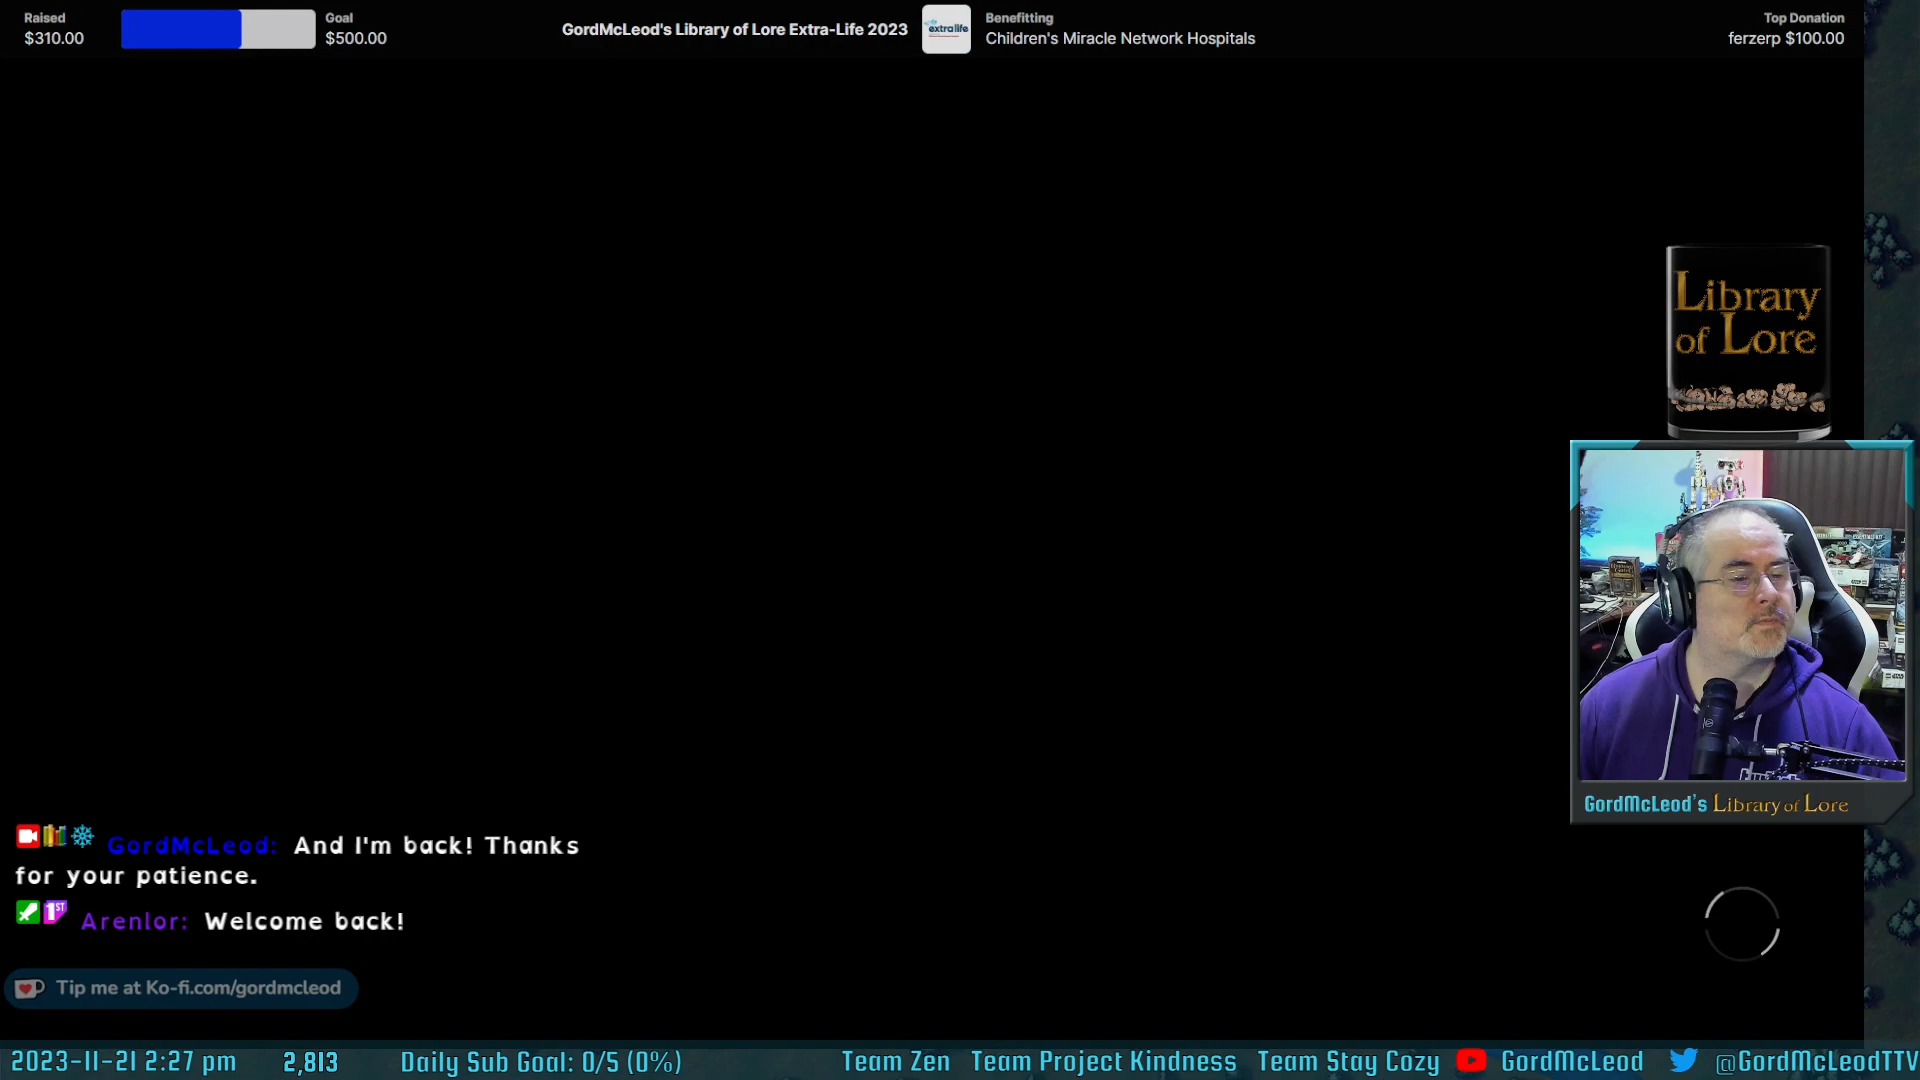 Raised
$310.00
Goal
$500.00
GordMcLeod's Library of Lore Extra-Life 2023
extralife
Benefitting
Children's Miracle Network Hospitals
Top Donation
ferzerp $100.00
Library
of Lore
GordMcLeod's Library of Lore
GordMcLeod: And I'm back! Thanks
for your patience.
1ST Arenlor: Welcome back!
Tip me at Ko-fi.com/gordmcleod
2023-11-21 2:27 pm 2,813 Daily Sub Goal: 0/5 (0%) Team Zen Team Project Kindness Team Stay Cozy GordMcLeod @GordMcLeodTTV